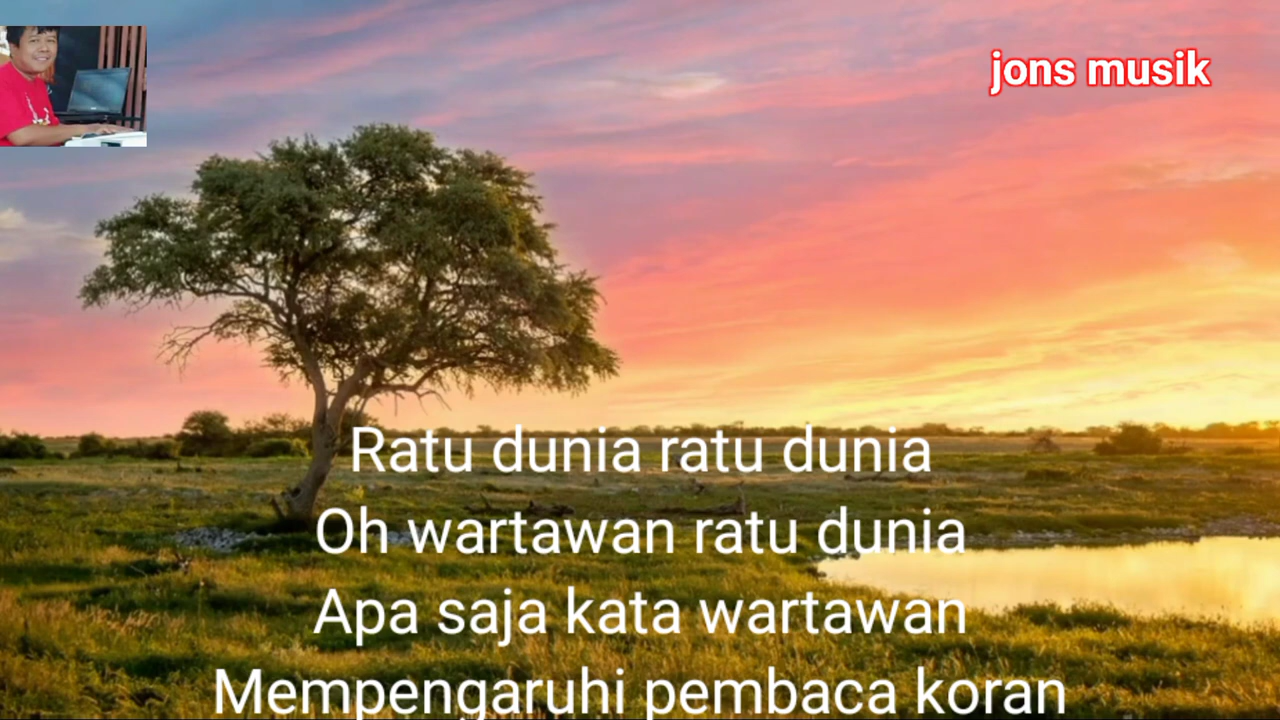 jons musik
Ratu dunia ratu dunia
Oh wartawan ratu dunia
Apa saja kata wartawan
Mempengaruhi pembaca koran